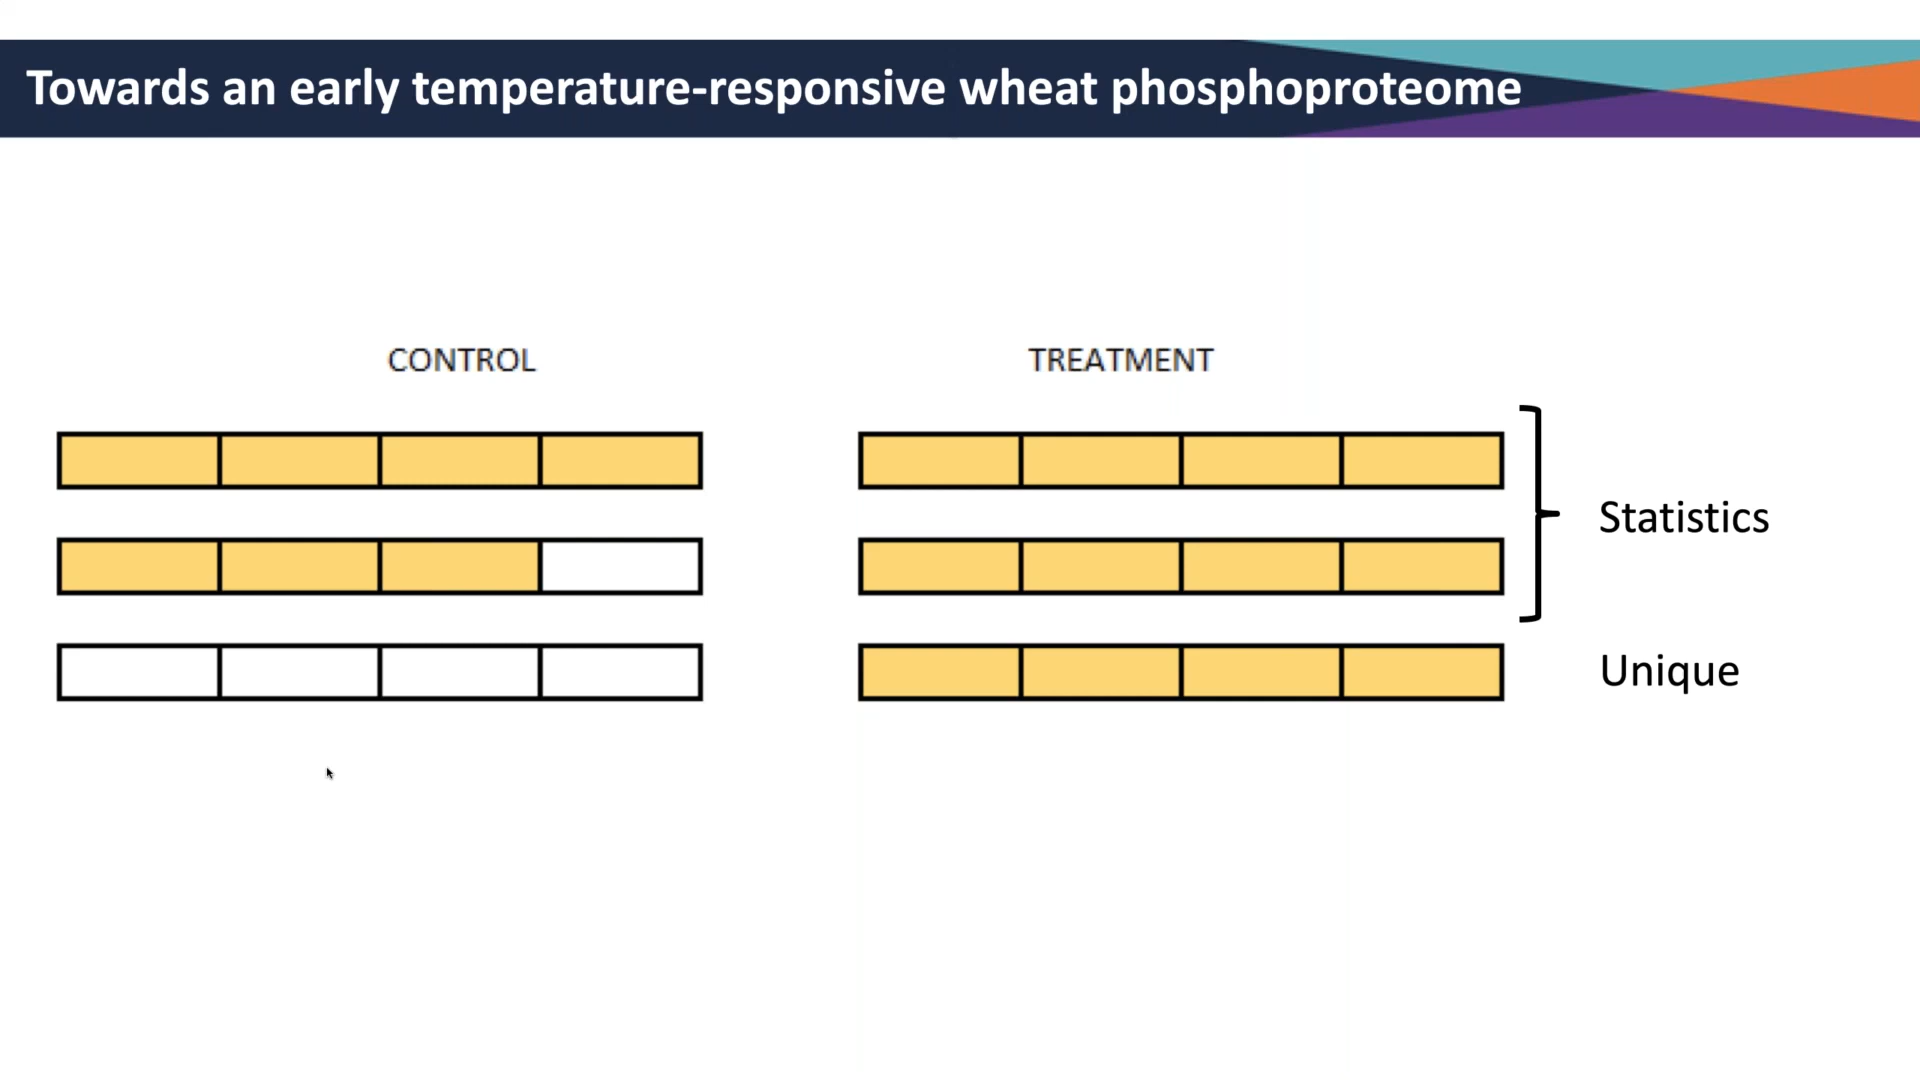 Towards an early temperature-responsive wheat phosphoproteome
CONTROL
TREATMENT
Statistics
Unique